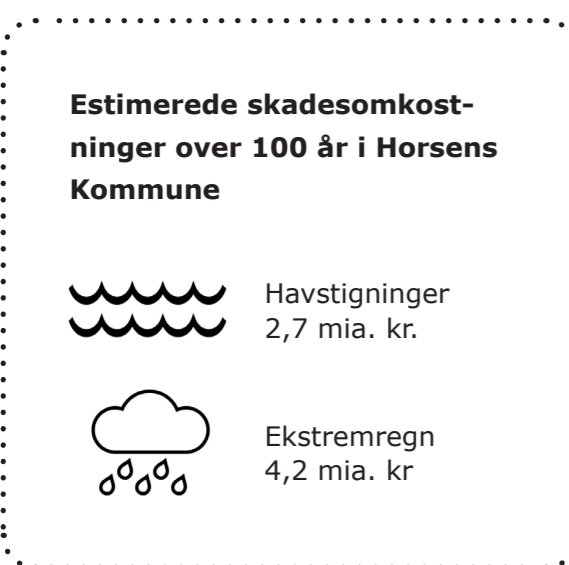 Estimerede skadesomkost-
ninger over 100 år i Horsens
Kommune
Havstigninger
2,7 mia. kr.
Ekstremregn
4,2 mia. kr